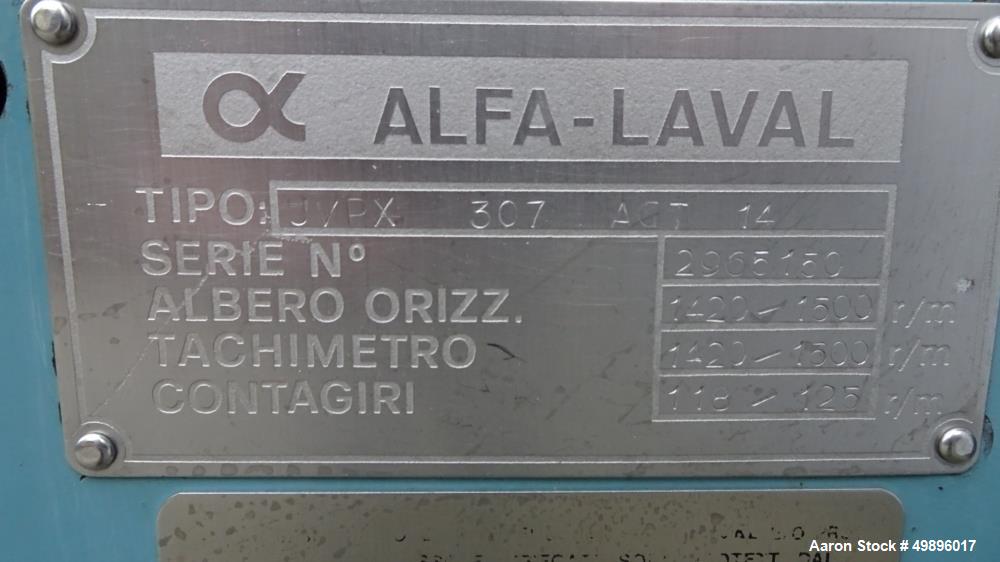 ALFA-LAVAL
TIPO: UVPX 307 AGT 14
SERIE Nº 2965150
ALBERO ORIZZ. 1420-1500 r/m
TACHIMETRO 1420-1500 r/m
CONTAGIRI 118-125 r/m
Aaron Stock # 49896017